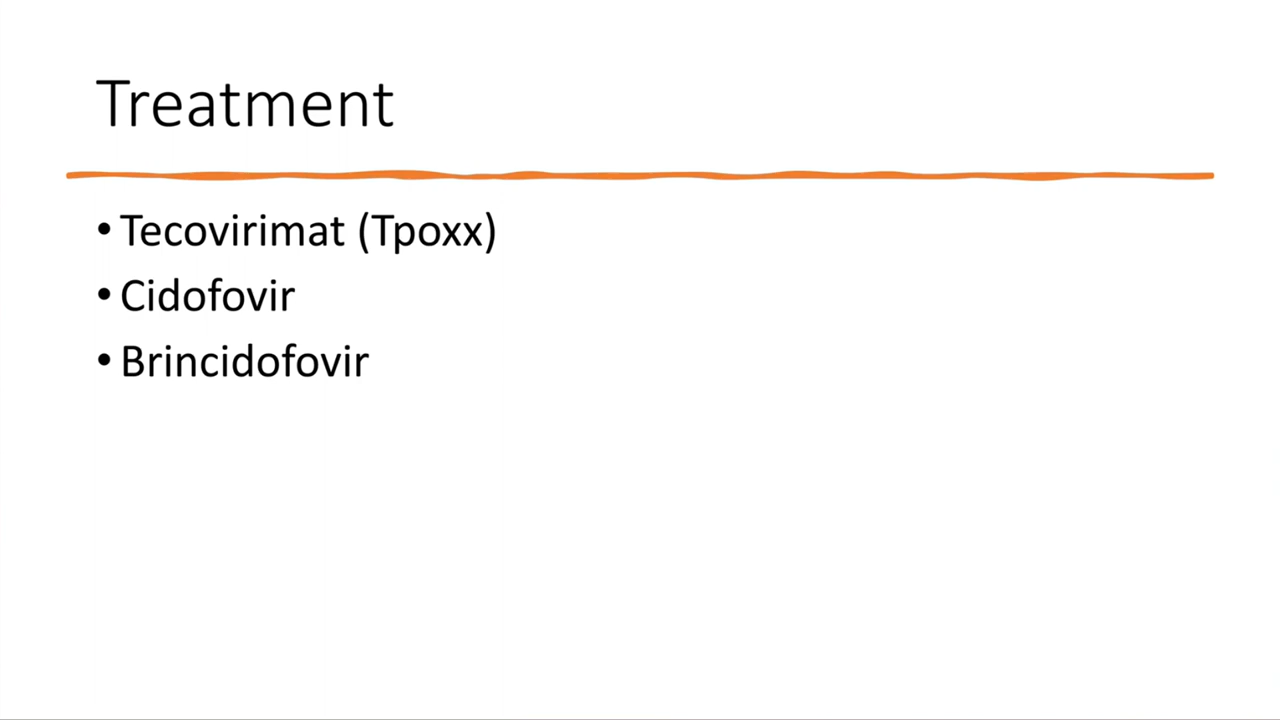 Treatment
• Tecovirimat (Tpoxx)
• Cidofovir
• Brincidofovir